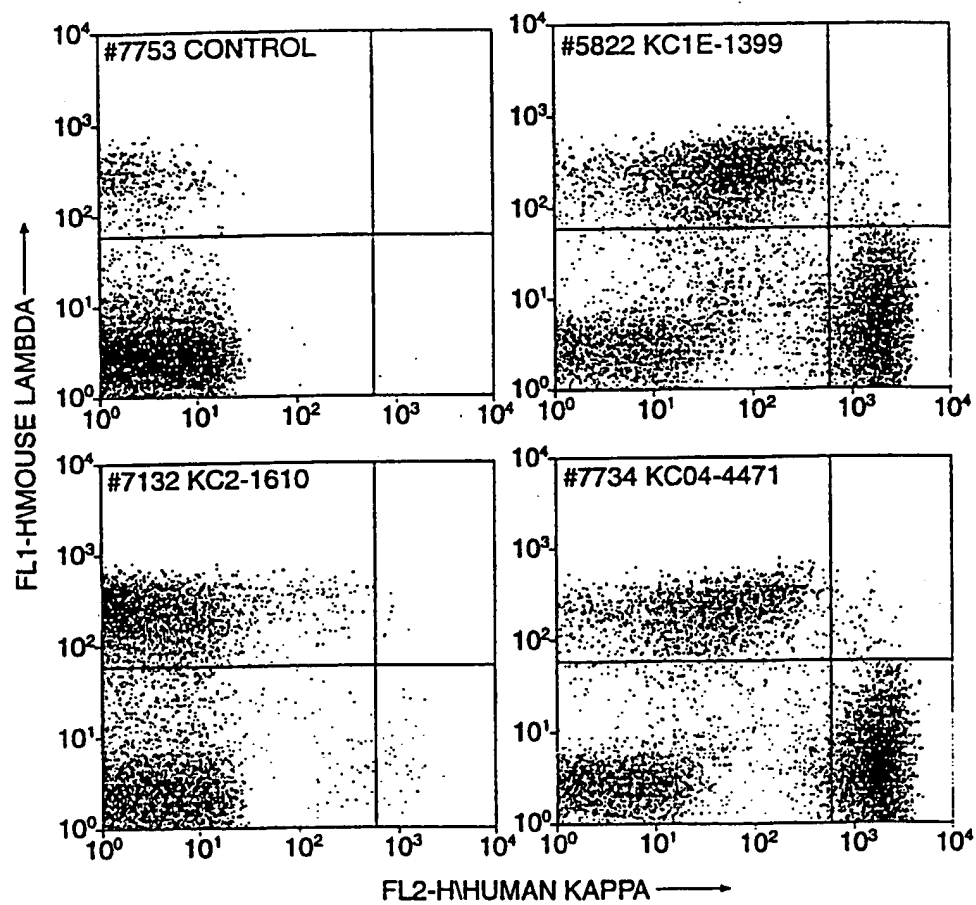 #7753 CONTROL
10⁴
10³
10²
10¹
10⁰
10⁰ 10¹ 10² 10³ 10⁴
#5822 KC1E-1399
10⁴
10³
10²
10¹
10⁰
10⁰ 10¹ 10² 10³ 10⁴
#7132 KC2-1610
10⁴
10³
10²
10¹
10⁰
10⁰ 10¹ 10² 10³ 10⁴
#7734 KC04-4471
10⁴
10³
10²
10¹
10⁰
10⁰ 10¹ 10² 10³ 10⁴
FL1-H\MOUSE LAMBDA
FL2-H\HUMAN KAPPA